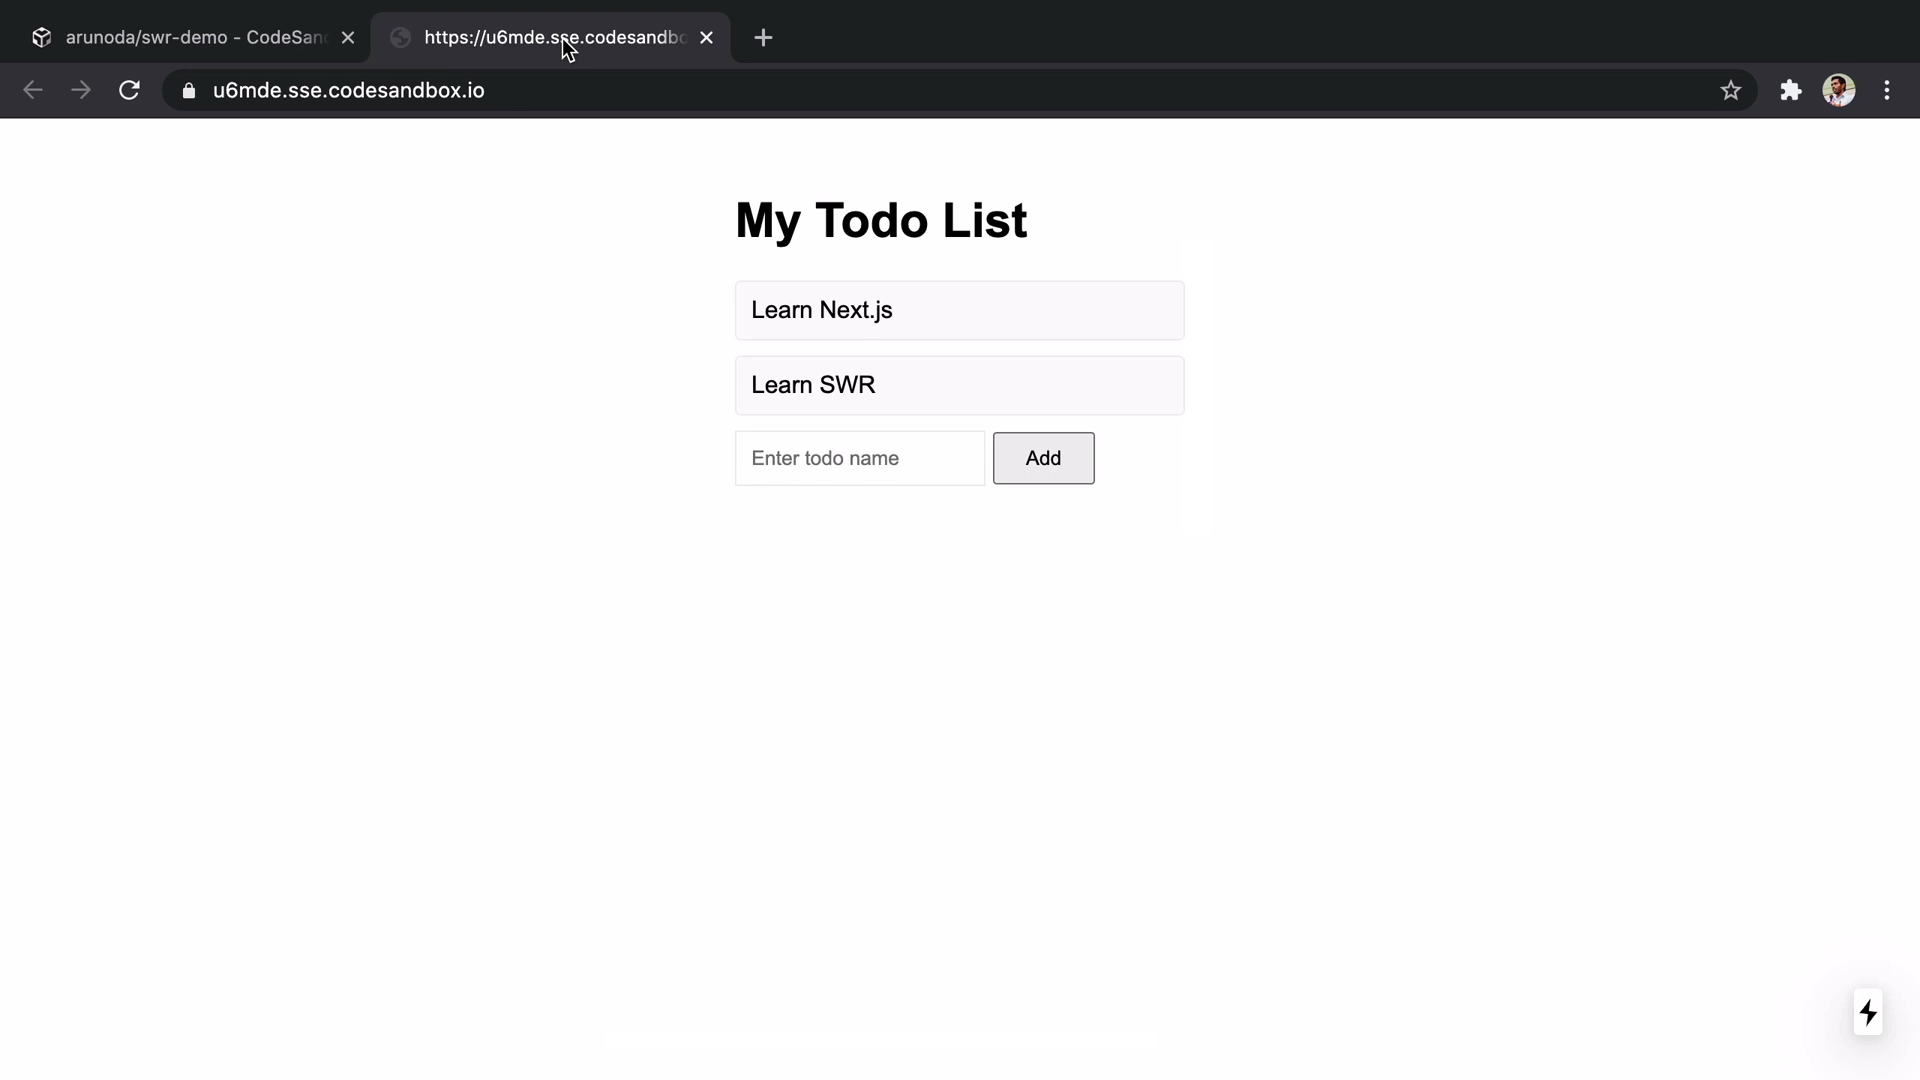 arunoda/swr-demo - CodeSan
https://u6mde.sse.codesandbo
u6mde.sse.codesandbox.io
My Todo List
Learn Next.js
Learn SWR
Enter todo name
Add